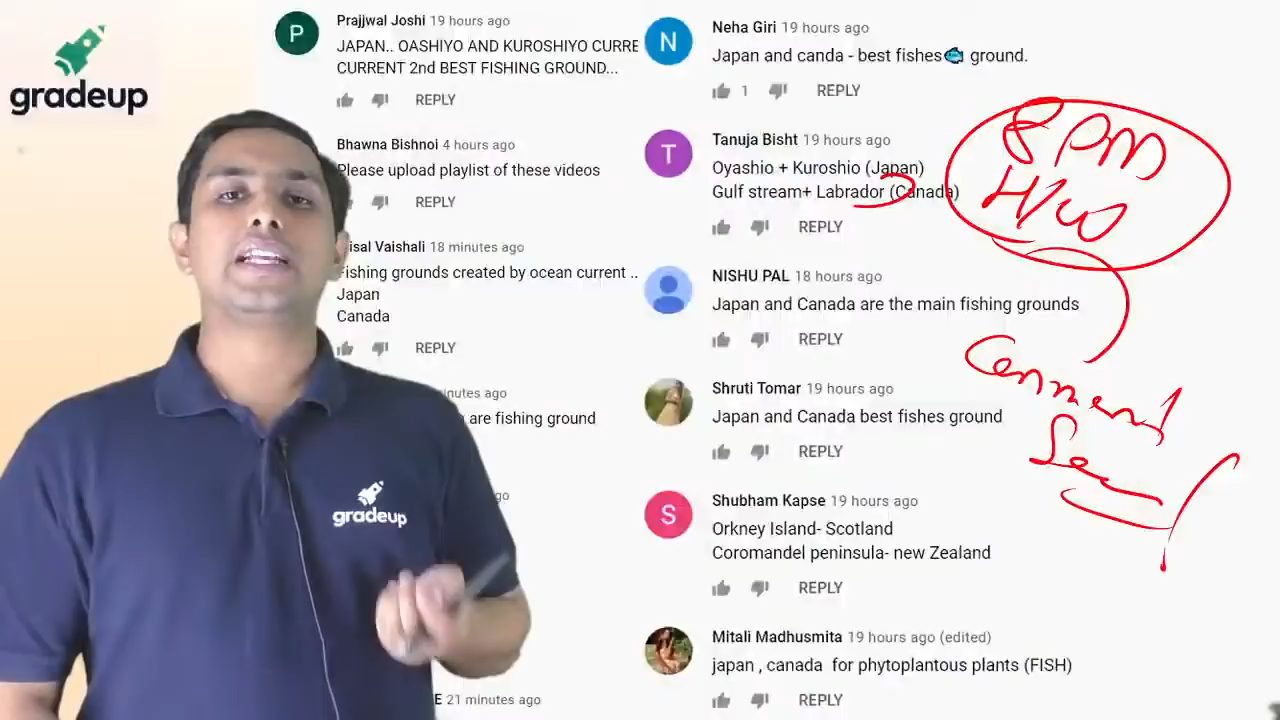 gradeup
Prajjwal Joshi 19 hours ago
JAPAN.. OASHIYO AND KUROSHIYO CURRE
CURRENT 2nd BEST FISHING GROUND...
REPLY
Bhawna Bishnoi 4 hours ago
Please upload playlist of these videos
REPLY
isal Vaishali 18 minutes ago
Fishing grounds created by ocean current ..
Japan
Canada
REPLY
nutes ago
are fishing ground
go
E 21 minutes ago
gradeup
Neha Giri 19 hours ago
Japan and canda - best fishes🐟 ground.
1 REPLY
Tanuja Bisht 19 hours ago
Oyashio + Kuroshio (Japan)
Gulf stream+ Labrador (Canada)
REPLY
NISHU PAL 18 hours ago
Japan and Canada are the main fishing grounds
REPLY
Shruti Tomar 19 hours ago
Japan and Canada best fishes ground
REPLY
Shubham Kapse 19 hours ago
Orkney Island- Scotland
Coromandel peninsula- new Zealand
REPLY
Mitali Madhusmita 19 hours ago (edited)
japan , canada for phytoplantous plants (FISH)
REPLY
8 PM
H/W
Comment